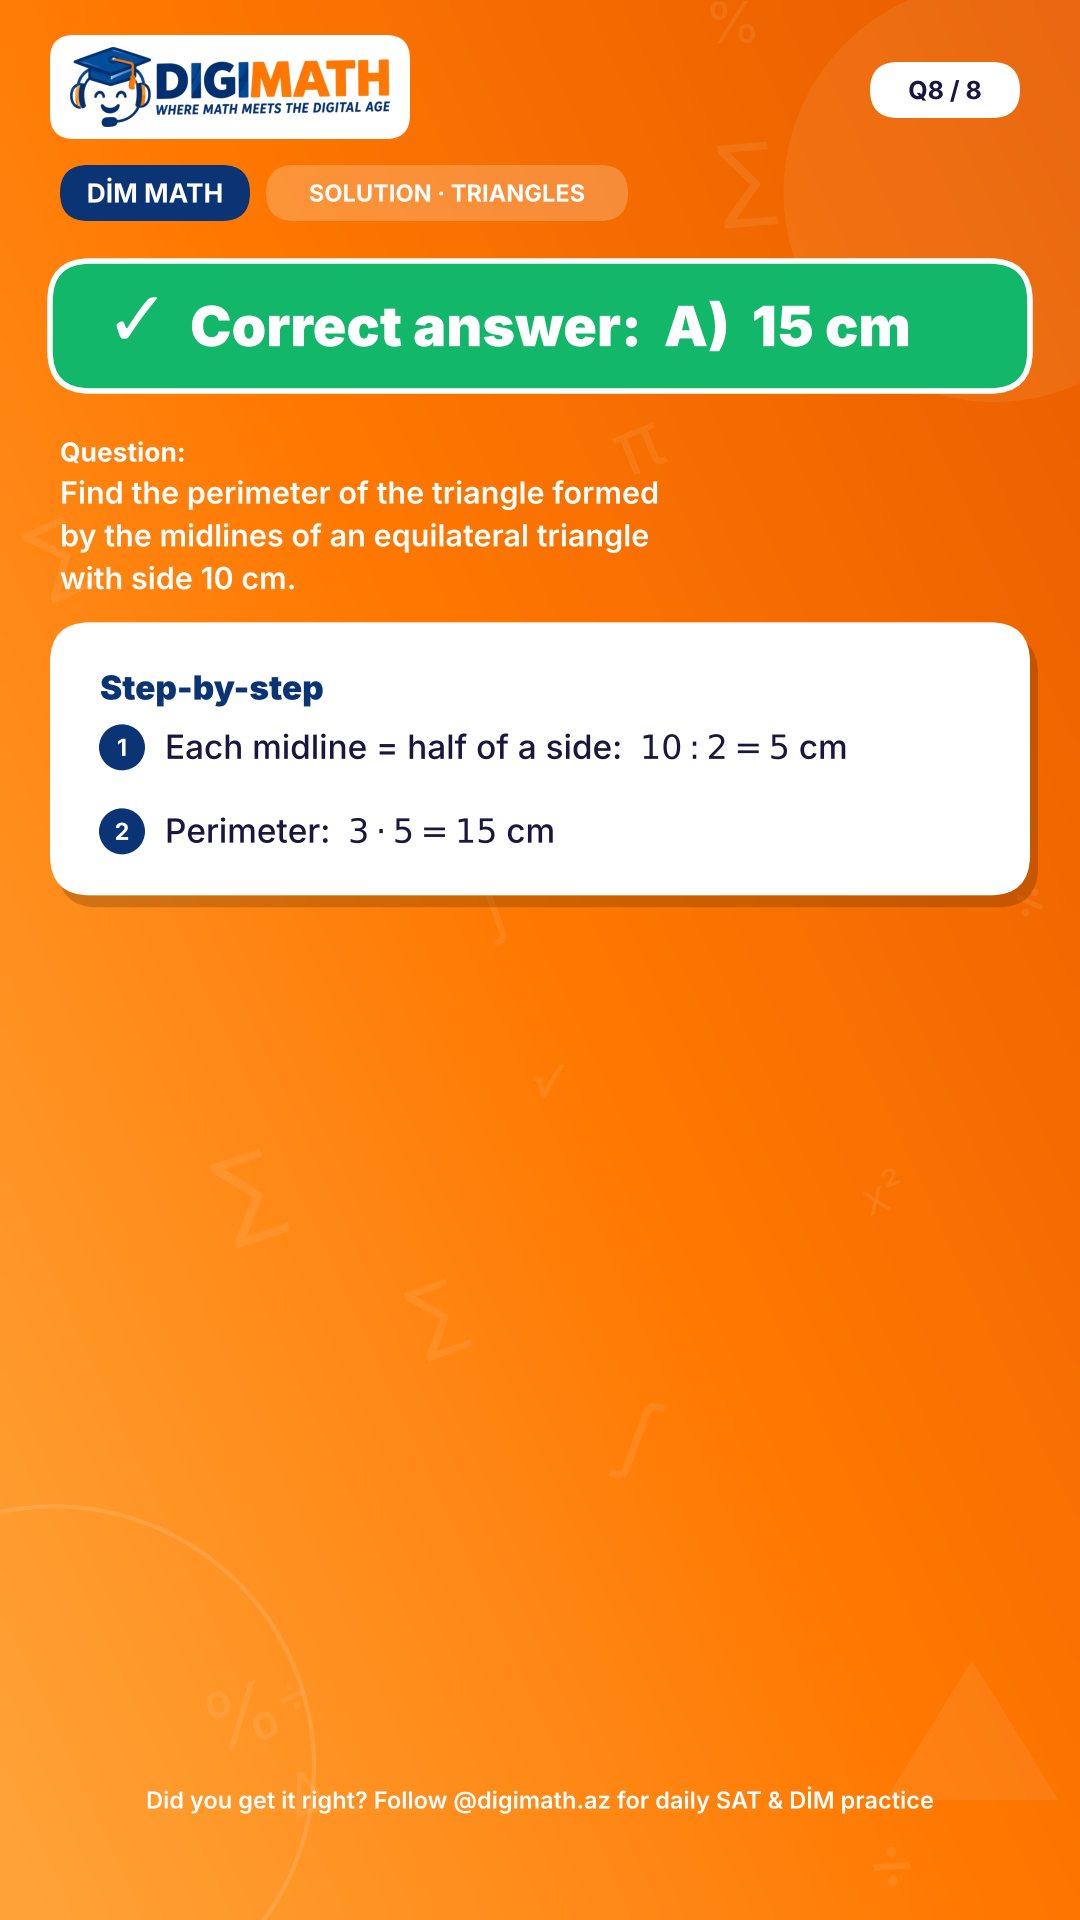 DIGIMATH
WHERE MATH MEETS THE DIGITAL AGE
Q8 / 8
DİM MATH
SOLUTION · TRIANGLES
✓ Correct answer: A) 15 cm
Question:
Find the perimeter of the triangle formed
by the midlines of an equilateral triangle
with side 10 cm.
Step-by-step
1 Each midline = half of a side: 10 : 2 = 5 cm
2 Perimeter: 3 · 5 = 15 cm
Did you get it right? Follow @digimath.az for daily SAT & DİM practice